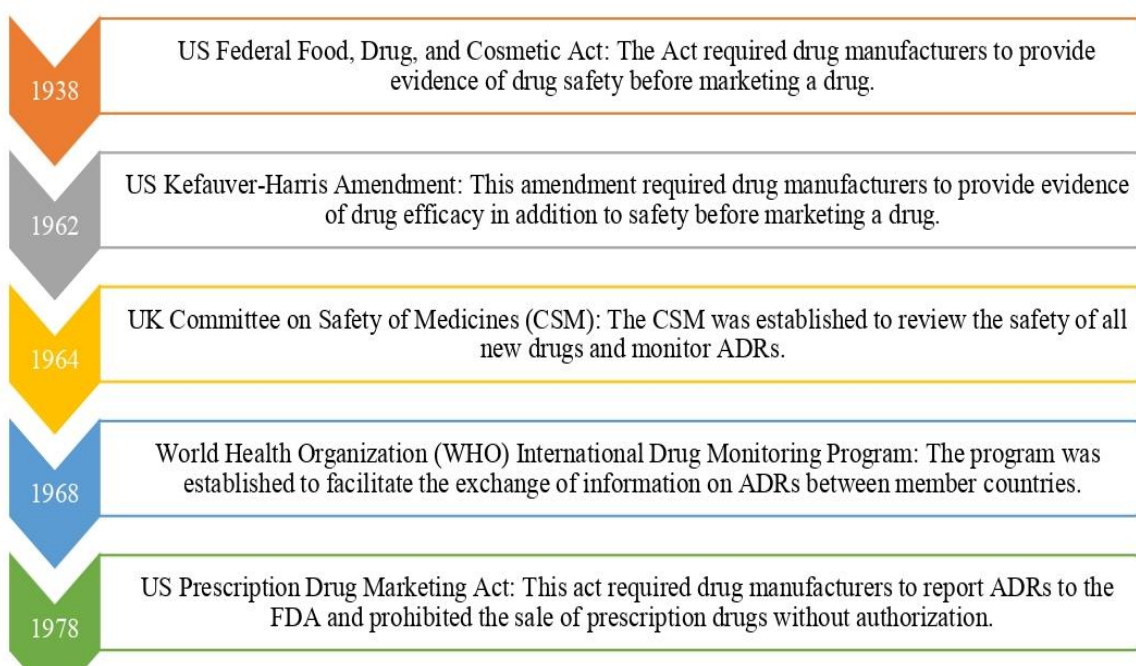 1938
US Federal Food, Drug, and Cosmetic Act: The Act required drug manufacturers to provide
evidence of drug safety before marketing a drug.
1962
US Kefauver-Harris Amendment: This amendment required drug manufacturers to provide evidence
of drug efficacy in addition to safety before marketing a drug.
1964
UK Committee on Safety of Medicines (CSM): The CSM was established to review the safety of all
new drugs and monitor ADRs.
1968
World Health Organization (WHO) International Drug Monitoring Program: The program was
established to facilitate the exchange of information on ADRs between member countries.
1978
US Prescription Drug Marketing Act: This act required drug manufacturers to report ADRs to the
FDA and prohibited the sale of prescription drugs without authorization.